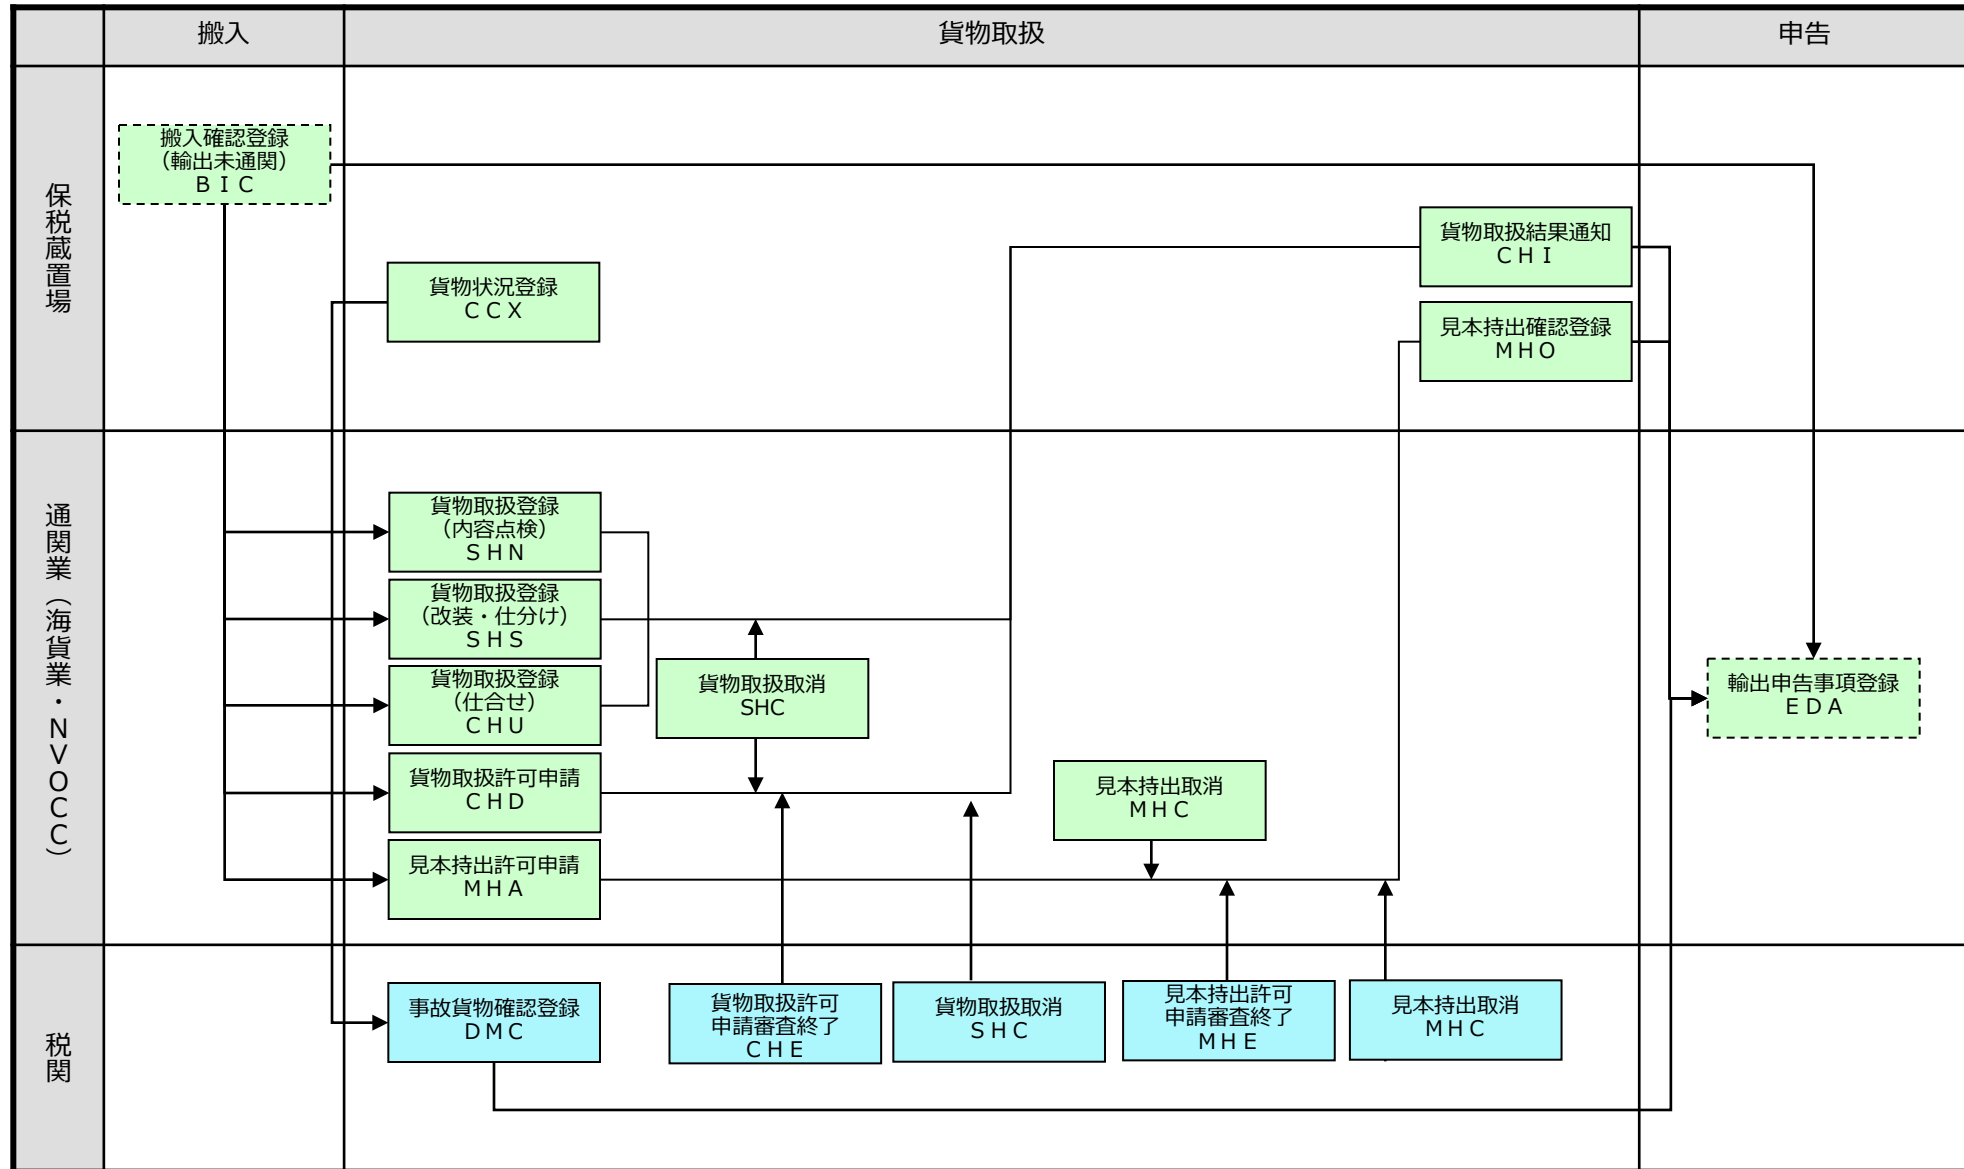 搬入
貨物取扱
申告
保税蔵置場
搬入確認登録
（輸出未通関）
ＢＩＣ
貨物状況登録
ＣＣＸ
貨物取扱結果通知
ＣＨＩ
見本持出確認登録
ＭＨＯ
通関業（海貨業・ＮＶＯＣＣ）
貨物取扱登録
（内容点検）
ＳＨＮ
貨物取扱登録
（改装・仕分け）
ＳＨＳ
貨物取扱登録
（仕合せ）
ＣＨＵ
貨物取扱許可申請
ＣＨＤ
見本持出許可申請
ＭＨＡ
貨物取扱取消
SHC
見本持出取消
ＭＨＣ
輸出申告事項登録
ＥＤＡ
税関
事故貨物確認登録
ＤＭＣ
貨物取扱許可
申請審査終了
ＣＨＥ
貨物取扱取消
ＳＨＣ
見本持出許可
申請審査終了
ＭＨＥ
見本持出取消
ＭＨＣ